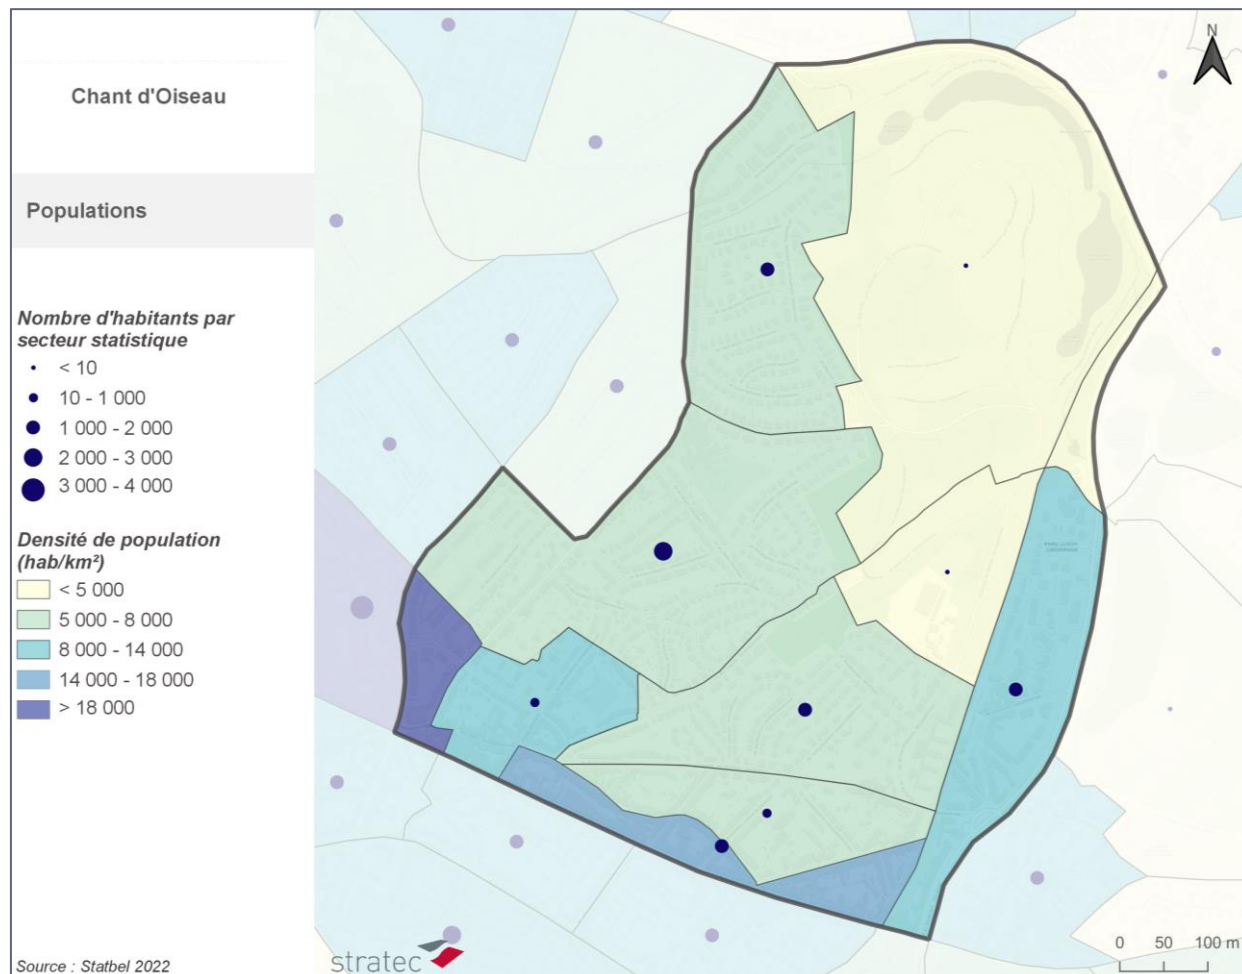 Chant d'Oiseau
Populations
Nombre d'habitants par
secteur statistique
< 10
10 - 1 000
1 000 - 2 000
2 000 - 3 000
3 000 - 4 000
Densité de population
(hab/km²)
< 5 000
5 000 - 8 000
8 000 - 14 000
14 000 - 18 000
> 18 000
Source : Statbel 2022
N
stratec
0 50 100 m